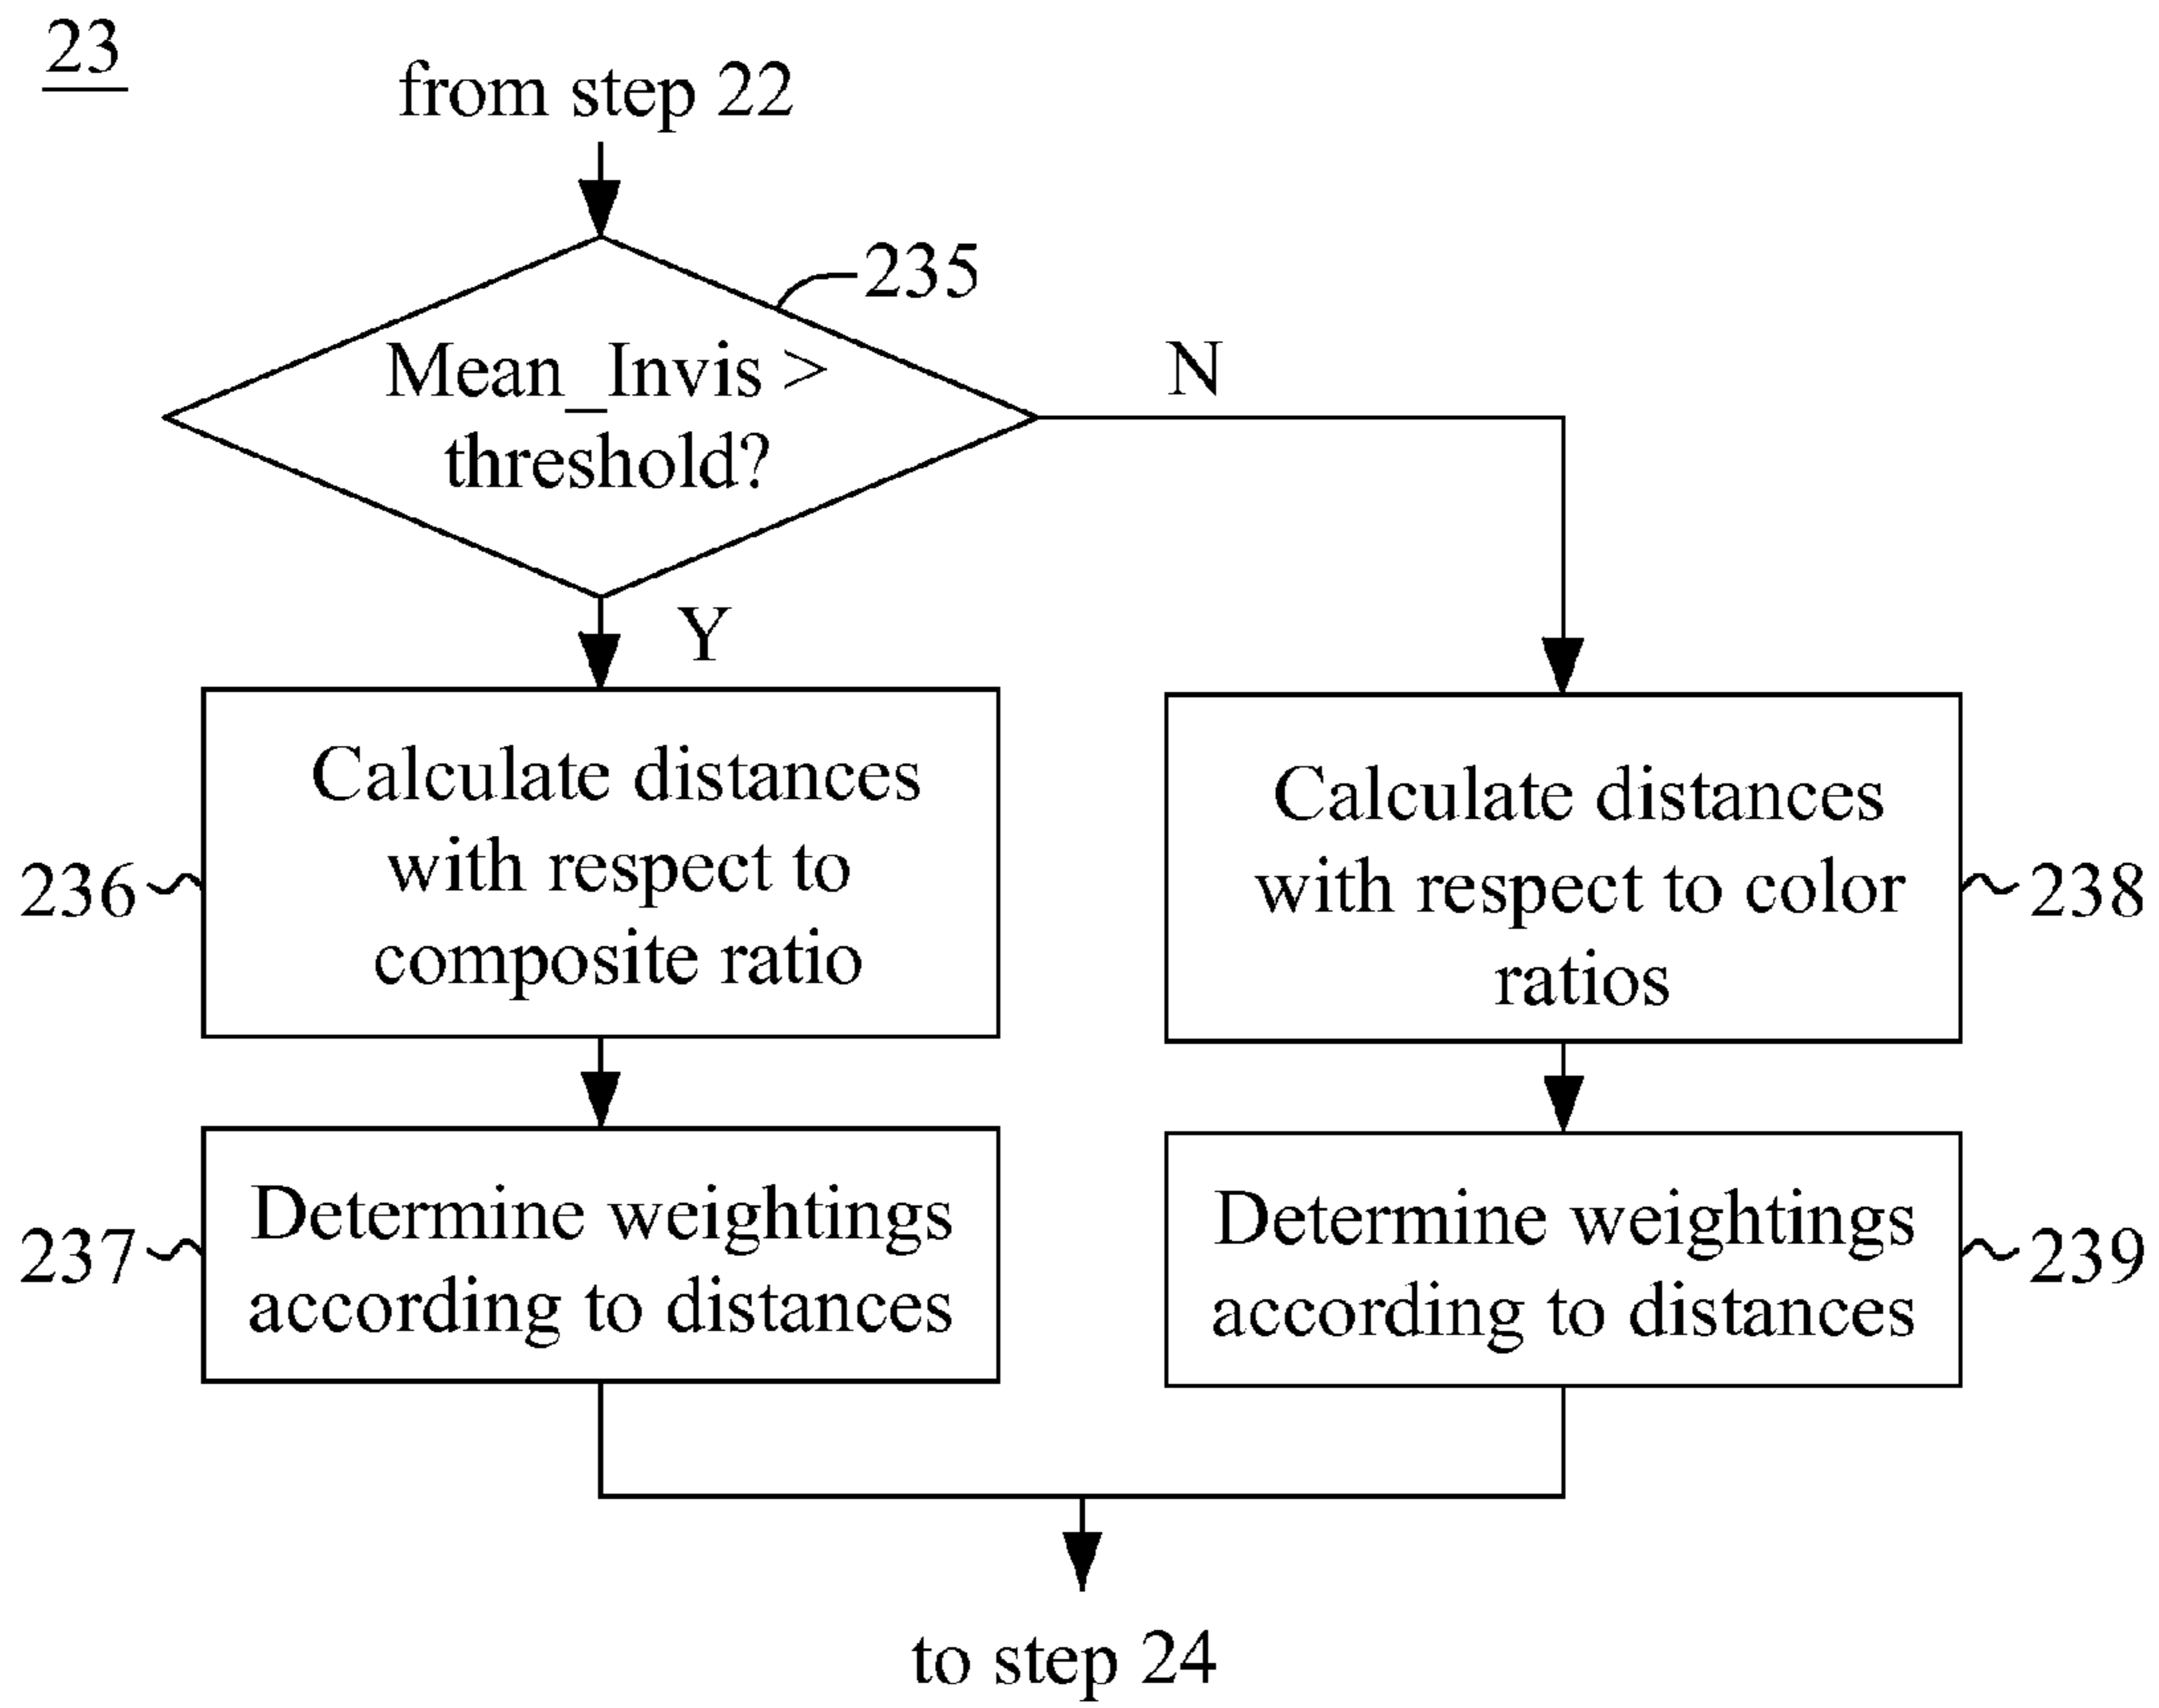 23
from step 22
235
Mean_Invis >
threshold?
N
Y
Calculate distances
with respect to
composite ratio
236
Calculate distances
with respect to color
ratios
238
Determine weightings
according to distances
237
Determine weightings
according to distances
239
to step 24